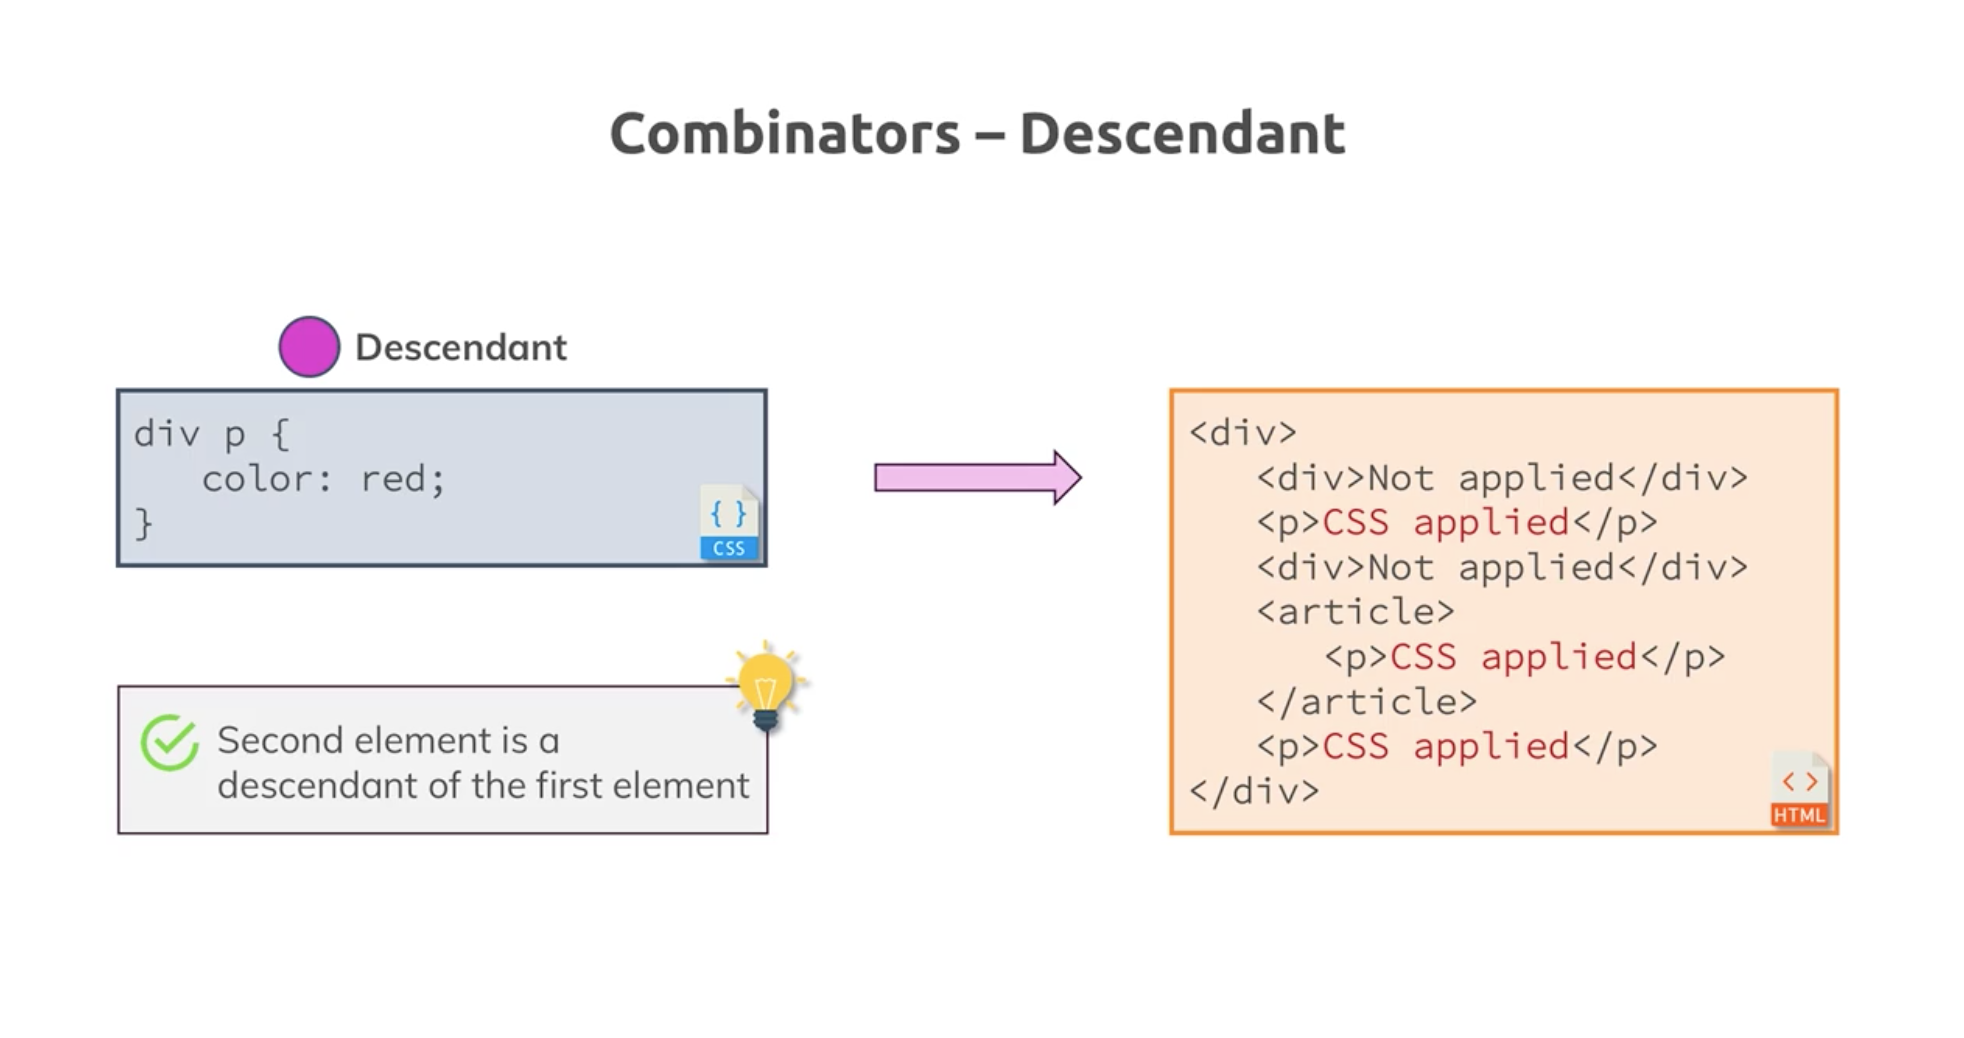 Combinators – Descendant
Descendant
div p {
   color: red;
}
{ }
CSS
Second element is a
descendant of the first element
<div>
   <div>Not applied</div>
   <p>CSS applied</p>
   <div>Not applied</div>
   <article>
      <p>CSS applied</p>
   </article>
   <p>CSS applied</p>
</div>
< >
HTML